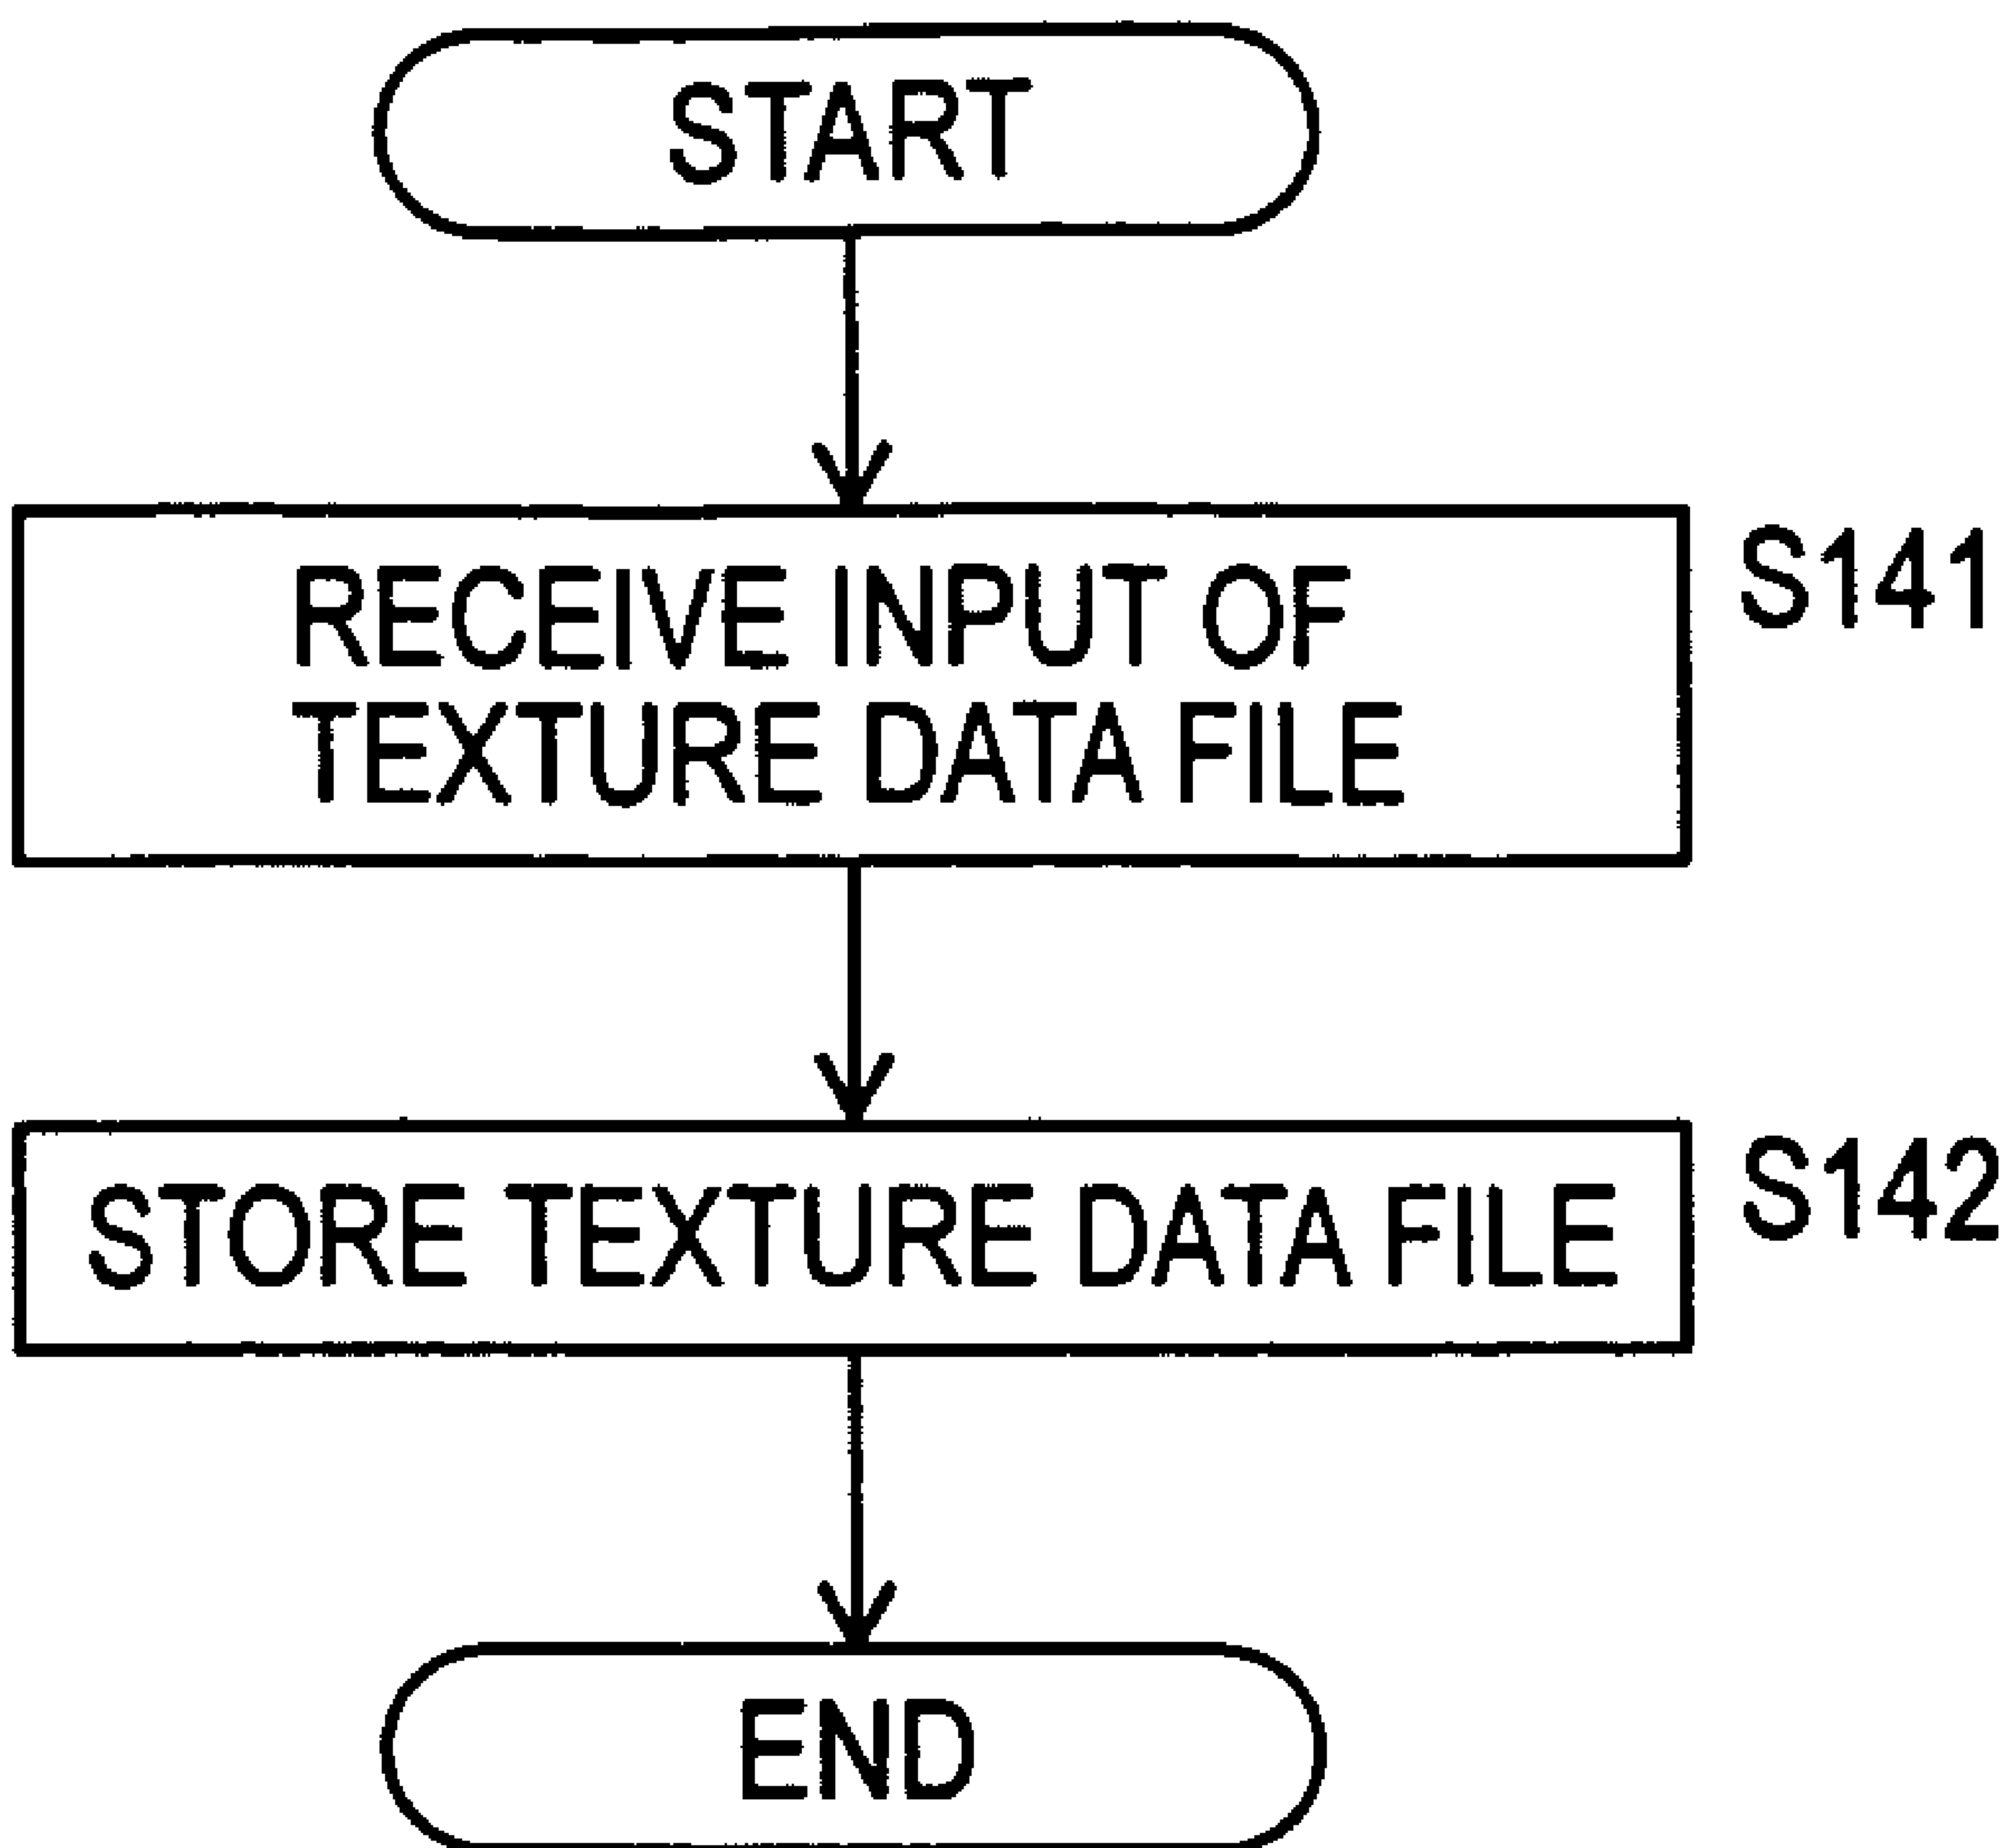 START
RECEIVE INPUT OF
TEXTURE DATA FILE
S141
STORE TEXTURE DATA FILE
S142
END